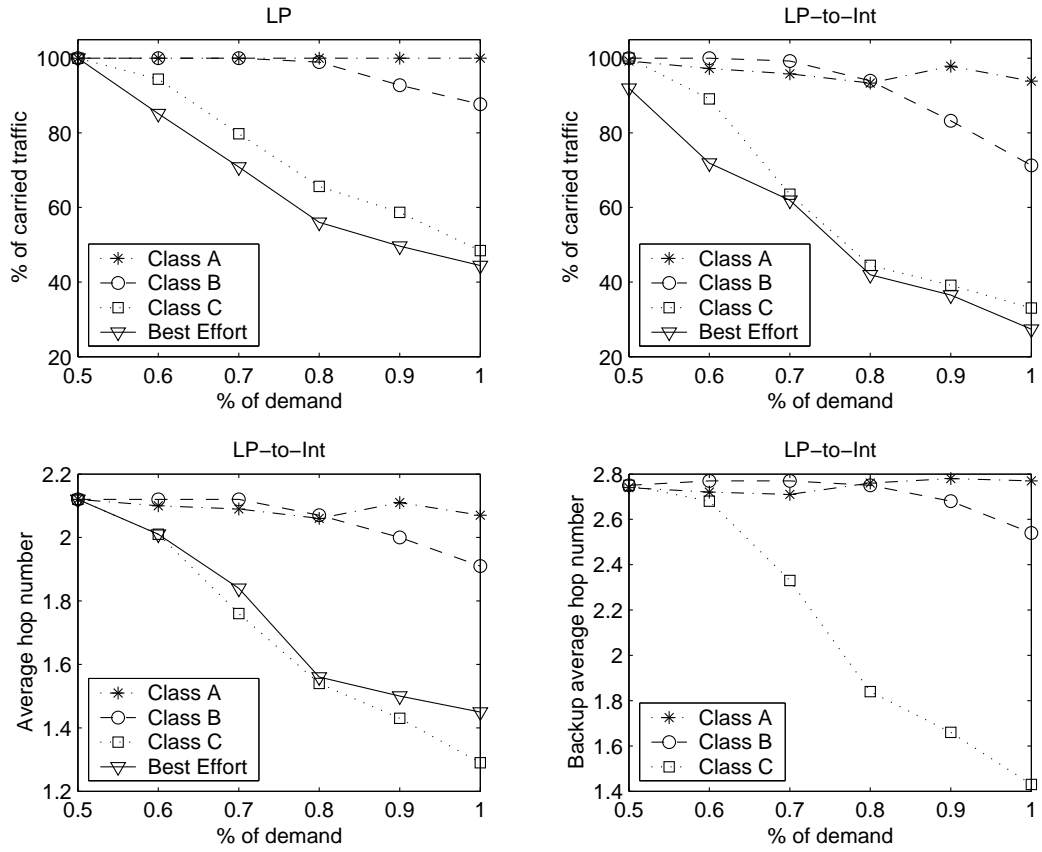 LP
% of carried traffic
100
80
60
40
20
Class A
Class B
Class C
Best Effort
0.5 0.6 0.7 0.8 0.9 1
% of demand
LP-to-Int
% of carried traffic
100
80
60
40
20
Class A
Class B
Class C
Best Effort
0.5 0.6 0.7 0.8 0.9 1
% of demand
LP-to-Int
Average hop number
2.2
2
1.8
1.6
1.4
1.2
Class A
Class B
Class C
Best Effort
0.5 0.6 0.7 0.8 0.9 1
% of demand
LP-to-Int
Backup average hop number
2.8
2.6
2.4
2.2
2
1.8
1.6
1.4
Class A
Class B
Class C
0.5 0.6 0.7 0.8 0.9 1
% of demand